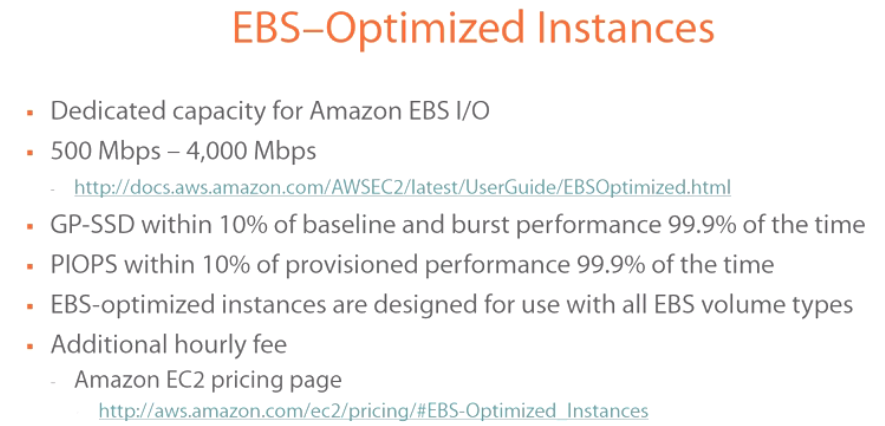 EBS–Optimized Instances
▪ Dedicated capacity for Amazon EBS I/O
▪ 500 Mbps – 4,000 Mbps
- http://docs.aws.amazon.com/AWSEC2/latest/UserGuide/EBSOptimized.html
▪ GP-SSD within 10% of baseline and burst performance 99.9% of the time
▪ PIOPS within 10% of provisioned performance 99.9% of the time
▪ EBS-optimized instances are designed for use with all EBS volume types
▪ Additional hourly fee
- Amazon EC2 pricing page
http://aws.amazon.com/ec2/pricing/#EBS-Optimized_Instances